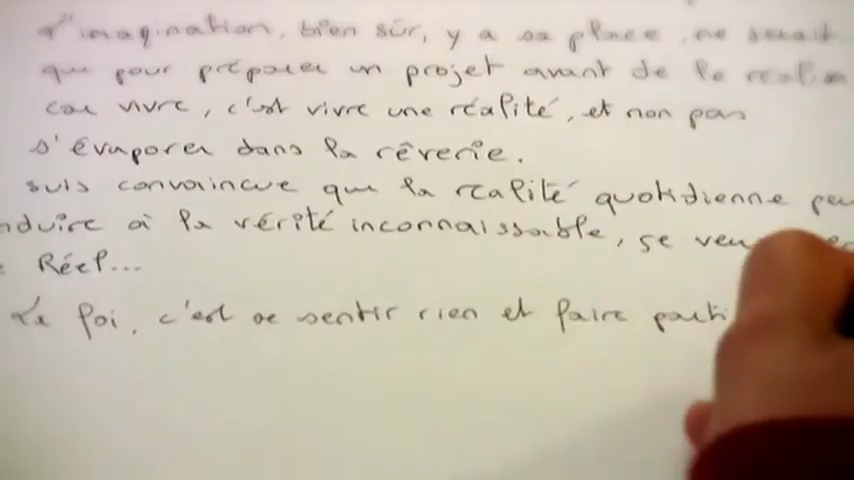 L'imagination, bien sûr, y a sa place, ne serait
que pour préparer un projet avant de le
car vivre, c'est vivre une réalité, et non pas
s'évaporer dans la rêverie.
suis convaincue que la réalité quotidienne peu
nduire à la vérité inconnaissable, se veu
Réel...
La foi, c'est se sentir rien et faire parti